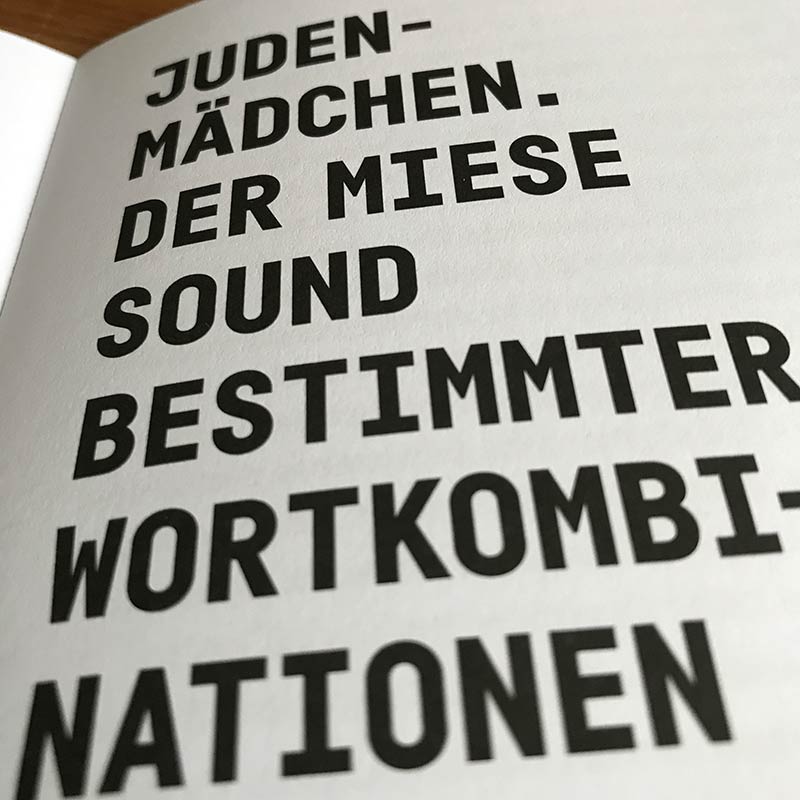 JUDEN-
MÄDCHEN.
DER MIESE
SOUND
BESTIMMTER
WORTKOMBI-
NATIONEN